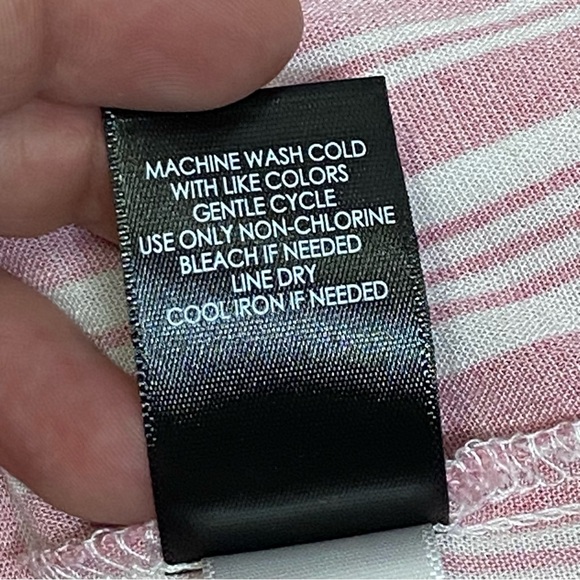 MACHINE WASH COLD
WITH LIKE COLORS
GENTLE CYCLE
USE ONLY NON-CHLORINE
BLEACH IF NEEDED
LINE DRY
COOL IRON IF NEEDED